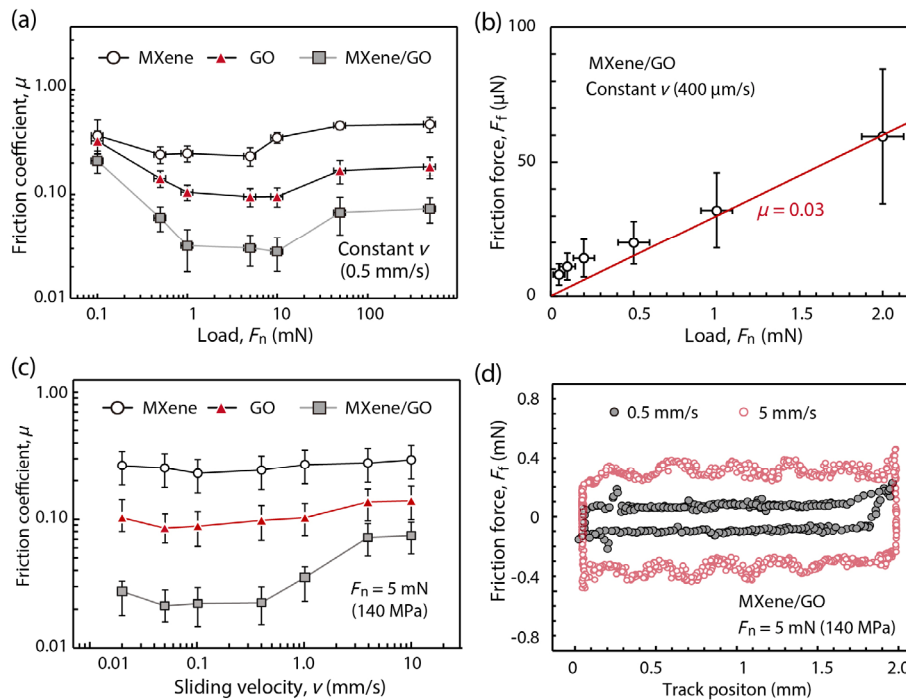 (a)
MXene GO MXene/GO
1.00
0.10
0.01
Friction coefficient, μ
Constant v
(0.5 mm/s)
0.1 1 10 100
Load, Fn (mN)
(b)
MXene/GO
Constant v (400 μm/s)
100
50
0
Friction force, Ff (μN)
μ = 0.03
0 0.5 1.0 1.5 2.0
Load, Fn (mN)
(c)
MXene GO MXene/GO
1.00
0.10
0.01
Friction coefficient, μ
Fn = 5 mN
(140 MPa)
0.01 0.1 1.0 10
Sliding velocity, v (mm/s)
(d)
0.5 mm/s 5 mm/s
0.8
0.4
0
-0.4
-0.8
Friction force, Ff (mN)
MXene/GO
Fn = 5 mN (140 MPa)
0 0.5 1 1.5 2.0
Track positon (mm)